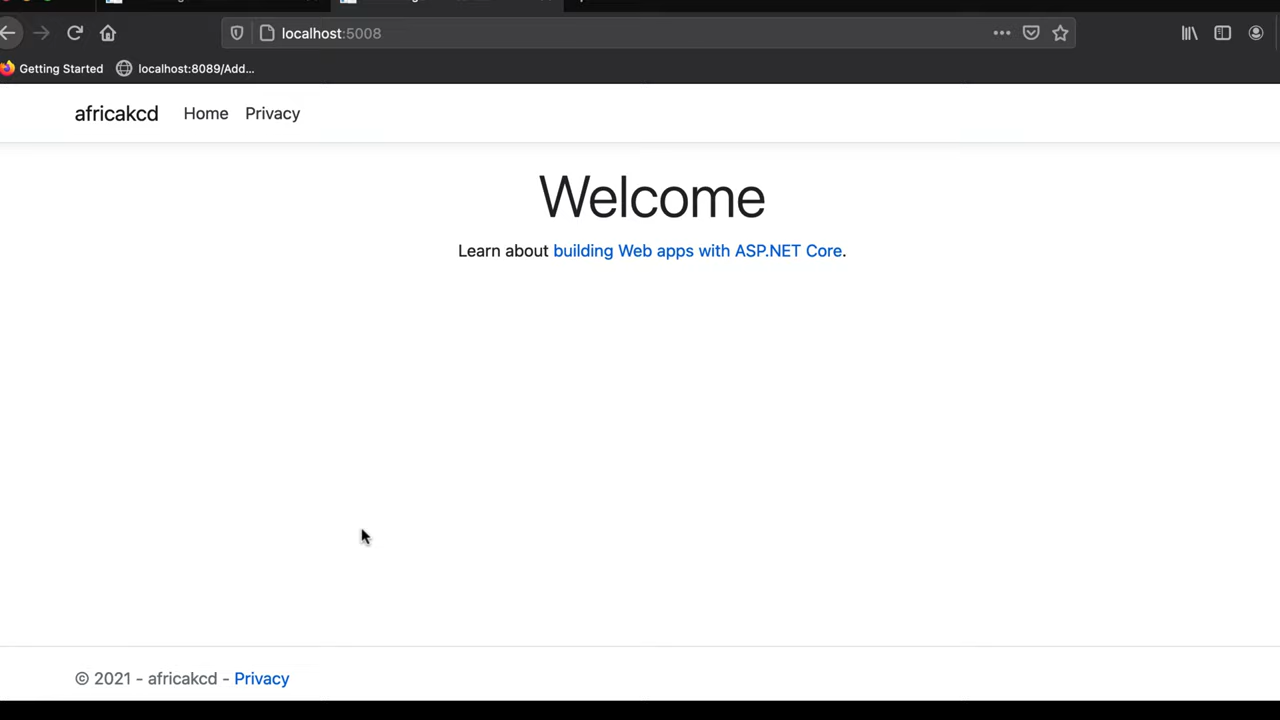 localhost:5008
Getting Started localhost:8089/Add...
africakcd Home Privacy
Welcome
Learn about building Web apps with ASP.NET Core.
© 2021 - africakcd - Privacy